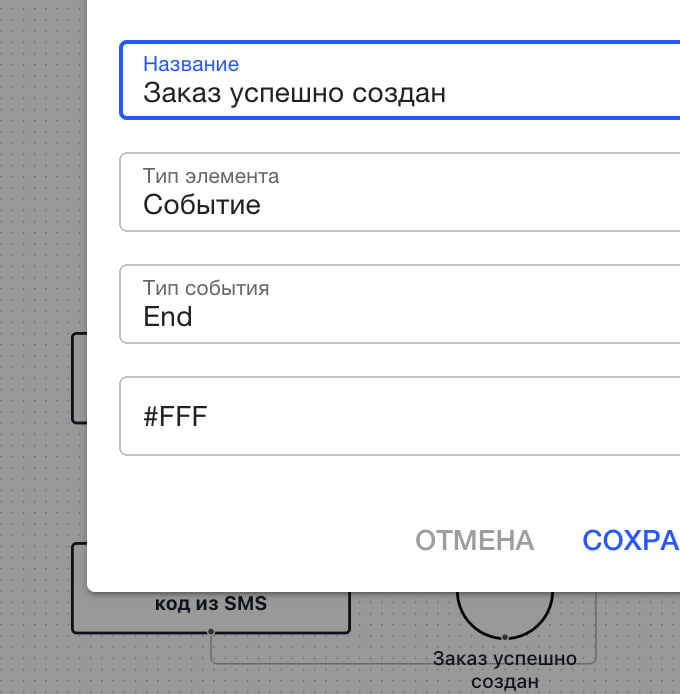 Название
Заказ успешно создан
Тип элемента
Событие
Тип события
End
#FFF
ОТМЕНА СОХРА
код из SMS
Заказ успешно
создан